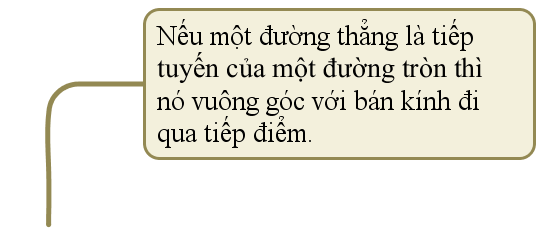 Nếu một đường thẳng là tiếp
tuyến của một đường tròn thì
nó vuông góc với bán kính đi
qua tiếp điểm.